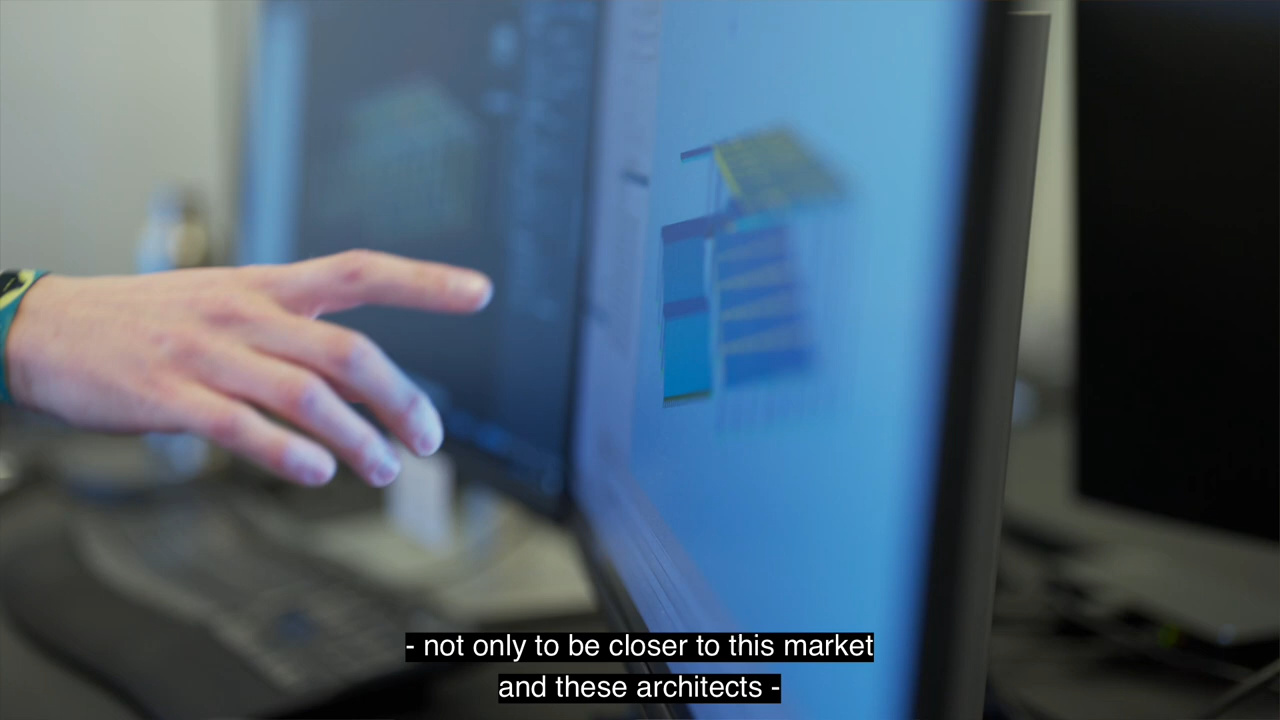 - not only to be closer to this market
and these architects -